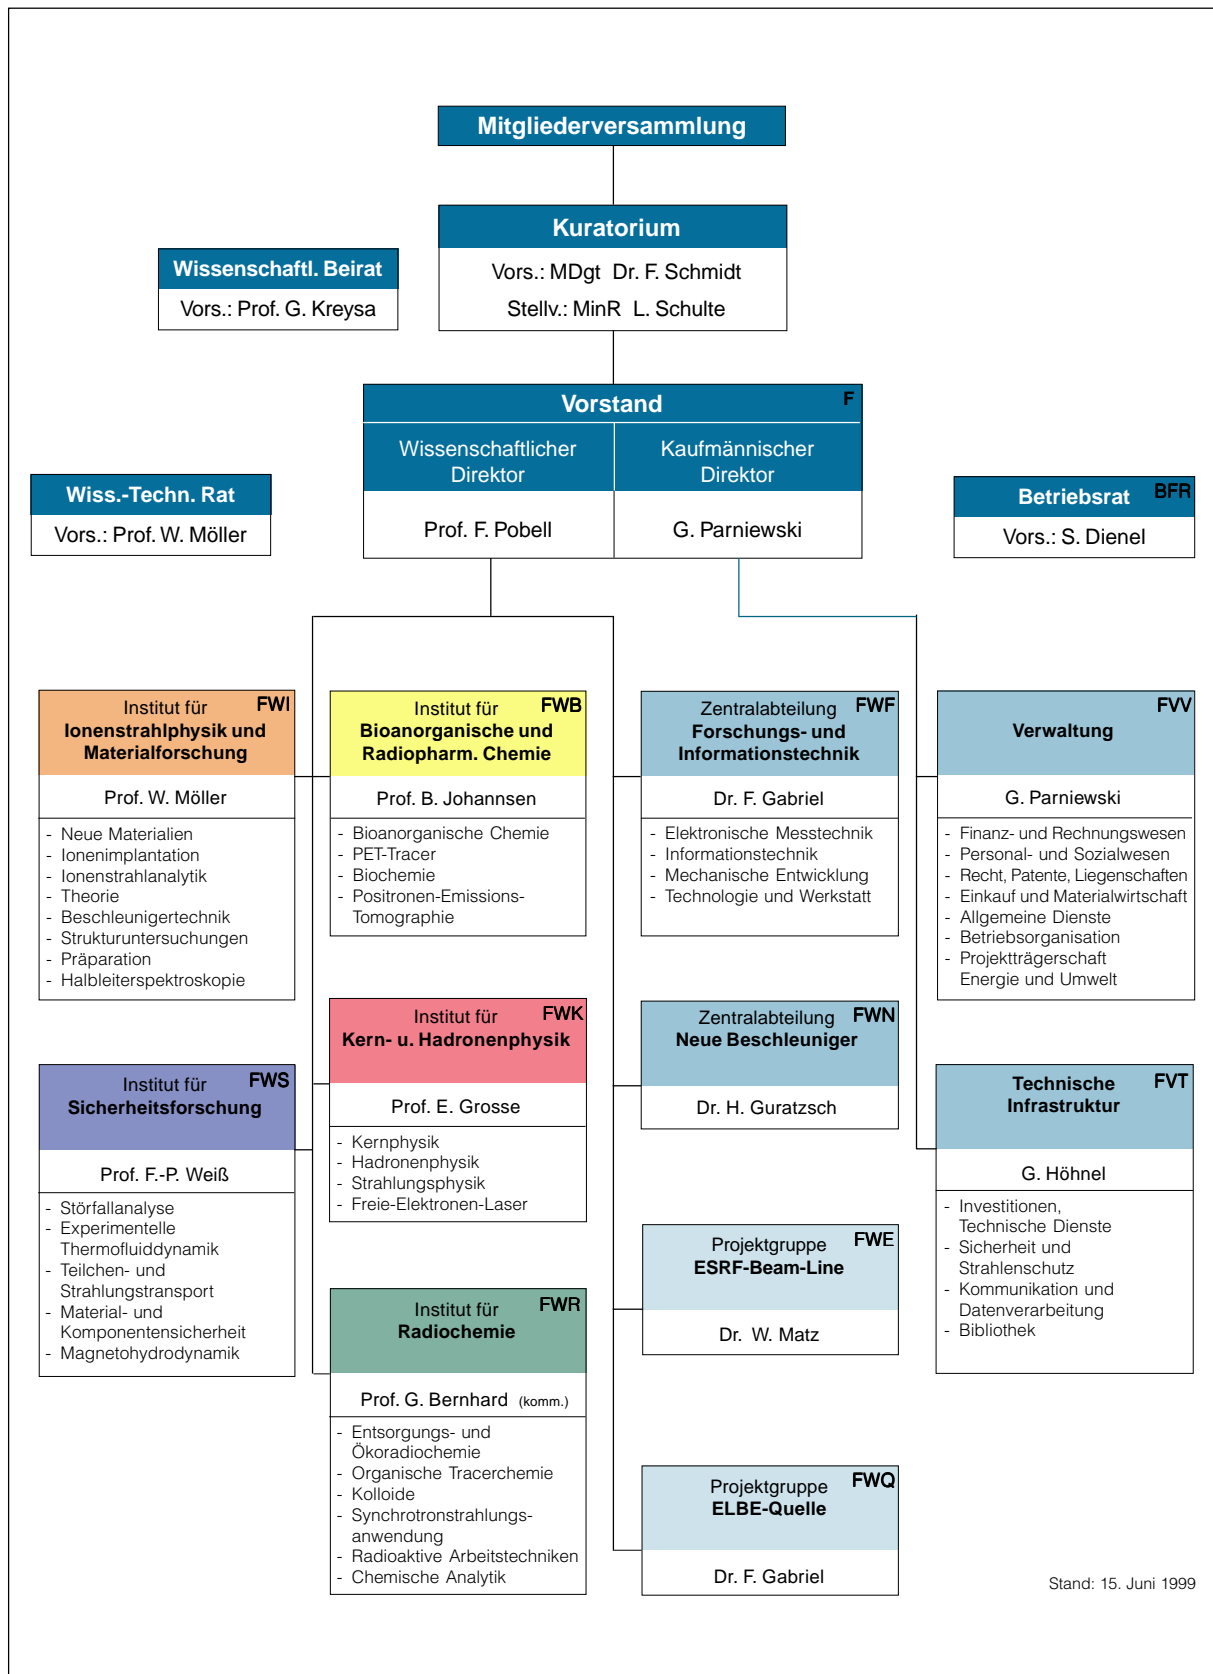 Mitgliederversammlung
Kuratorium
Vors.: MDgt Dr. F. Schmidt
Stellv.: MinR L. Schulte
Wissenschaftl. Beirat
Vors.: Prof. G. Kreysa
Vorstand
F
Wissenschaftlicher
Direktor
Prof. F. Pobell
Kaufmännischer
Direktor
G. Parniewski
Wiss.-Techn. Rat
Vors.: Prof. W. Möller
Betriebsrat
BFR
Vors.: S. Dienel
Institut für
FWI
Ionenstrahlphysik und
Materialforschung
Prof. W. Möller
- Neue Materialien
- Ionenimplantation
- Ionenstrahlanalytik
- Theorie
- Beschleunigertechnik
- Strukturuntersuchungen
- Präparation
- Halbleiterspektroskopie
Institut für
FWS
Sicherheitsforschung
Prof. F.-P. Weiß
- Störfallanalyse
- Experimentelle
Thermofluiddynamik
- Teilchen- und
Strahlungstransport
- Material- und
Komponentensicherheit
- Magnetohydrodynamik
Institut für
FWB
Bioanorganische und
Radiopharm. Chemie
Prof. B. Johannsen
- Bioanorganische Chemie
- PET-Tracer
- Biochemie
- Positronen-Emissions-
Tomographie
Institut für
FWK
Kern- u. Hadronenphysik
Prof. E. Grosse
- Kernphysik
- Hadronenphysik
- Strahlungsphysik
- Freie-Elektronen-Laser
Institut für
FWR
Radiochemie
Prof. G. Bernhard (komm.)
- Entsorgungs- und
Ökoradiochemie
- Organische Tracerchemie
- Kolloide
- Synchrotronstrahlungs-
anwendung
- Radioaktive Arbeitstechniken
- Chemische Analytik
Zentralabteilung
FWF
Forschungs- und
Informationstechnik
Dr. F. Gabriel
- Elektronische Messtechnik
- Informationstechnik
- Mechanische Entwicklung
- Technologie und Werkstatt
Zentralabteilung
FWN
Neue Beschleuniger
Dr. H. Guratzsch
Projektgruppe
FWE
ESRF-Beam-Line
Dr. W. Matz
Projektgruppe
FWQ
ELBE-Quelle
Dr. F. Gabriel
FVV
Verwaltung
G. Parniewski
- Finanz- und Rechnungswesen
- Personal- und Sozialwesen
- Recht, Patente, Liegenschaften
- Einkauf und Materialwirtschaft
- Allgemeine Dienste
- Betriebsorganisation
- Projektträgerschaft
Energie und Umwelt
Technische
FVT
Infrastruktur
G. Höhnel
- Investitionen,
Technische Dienste
- Sicherheit und
Strahlenschutz
- Kommunikation und
Datenverarbeitung
- Bibliothek
Stand: 15. Juni 1999